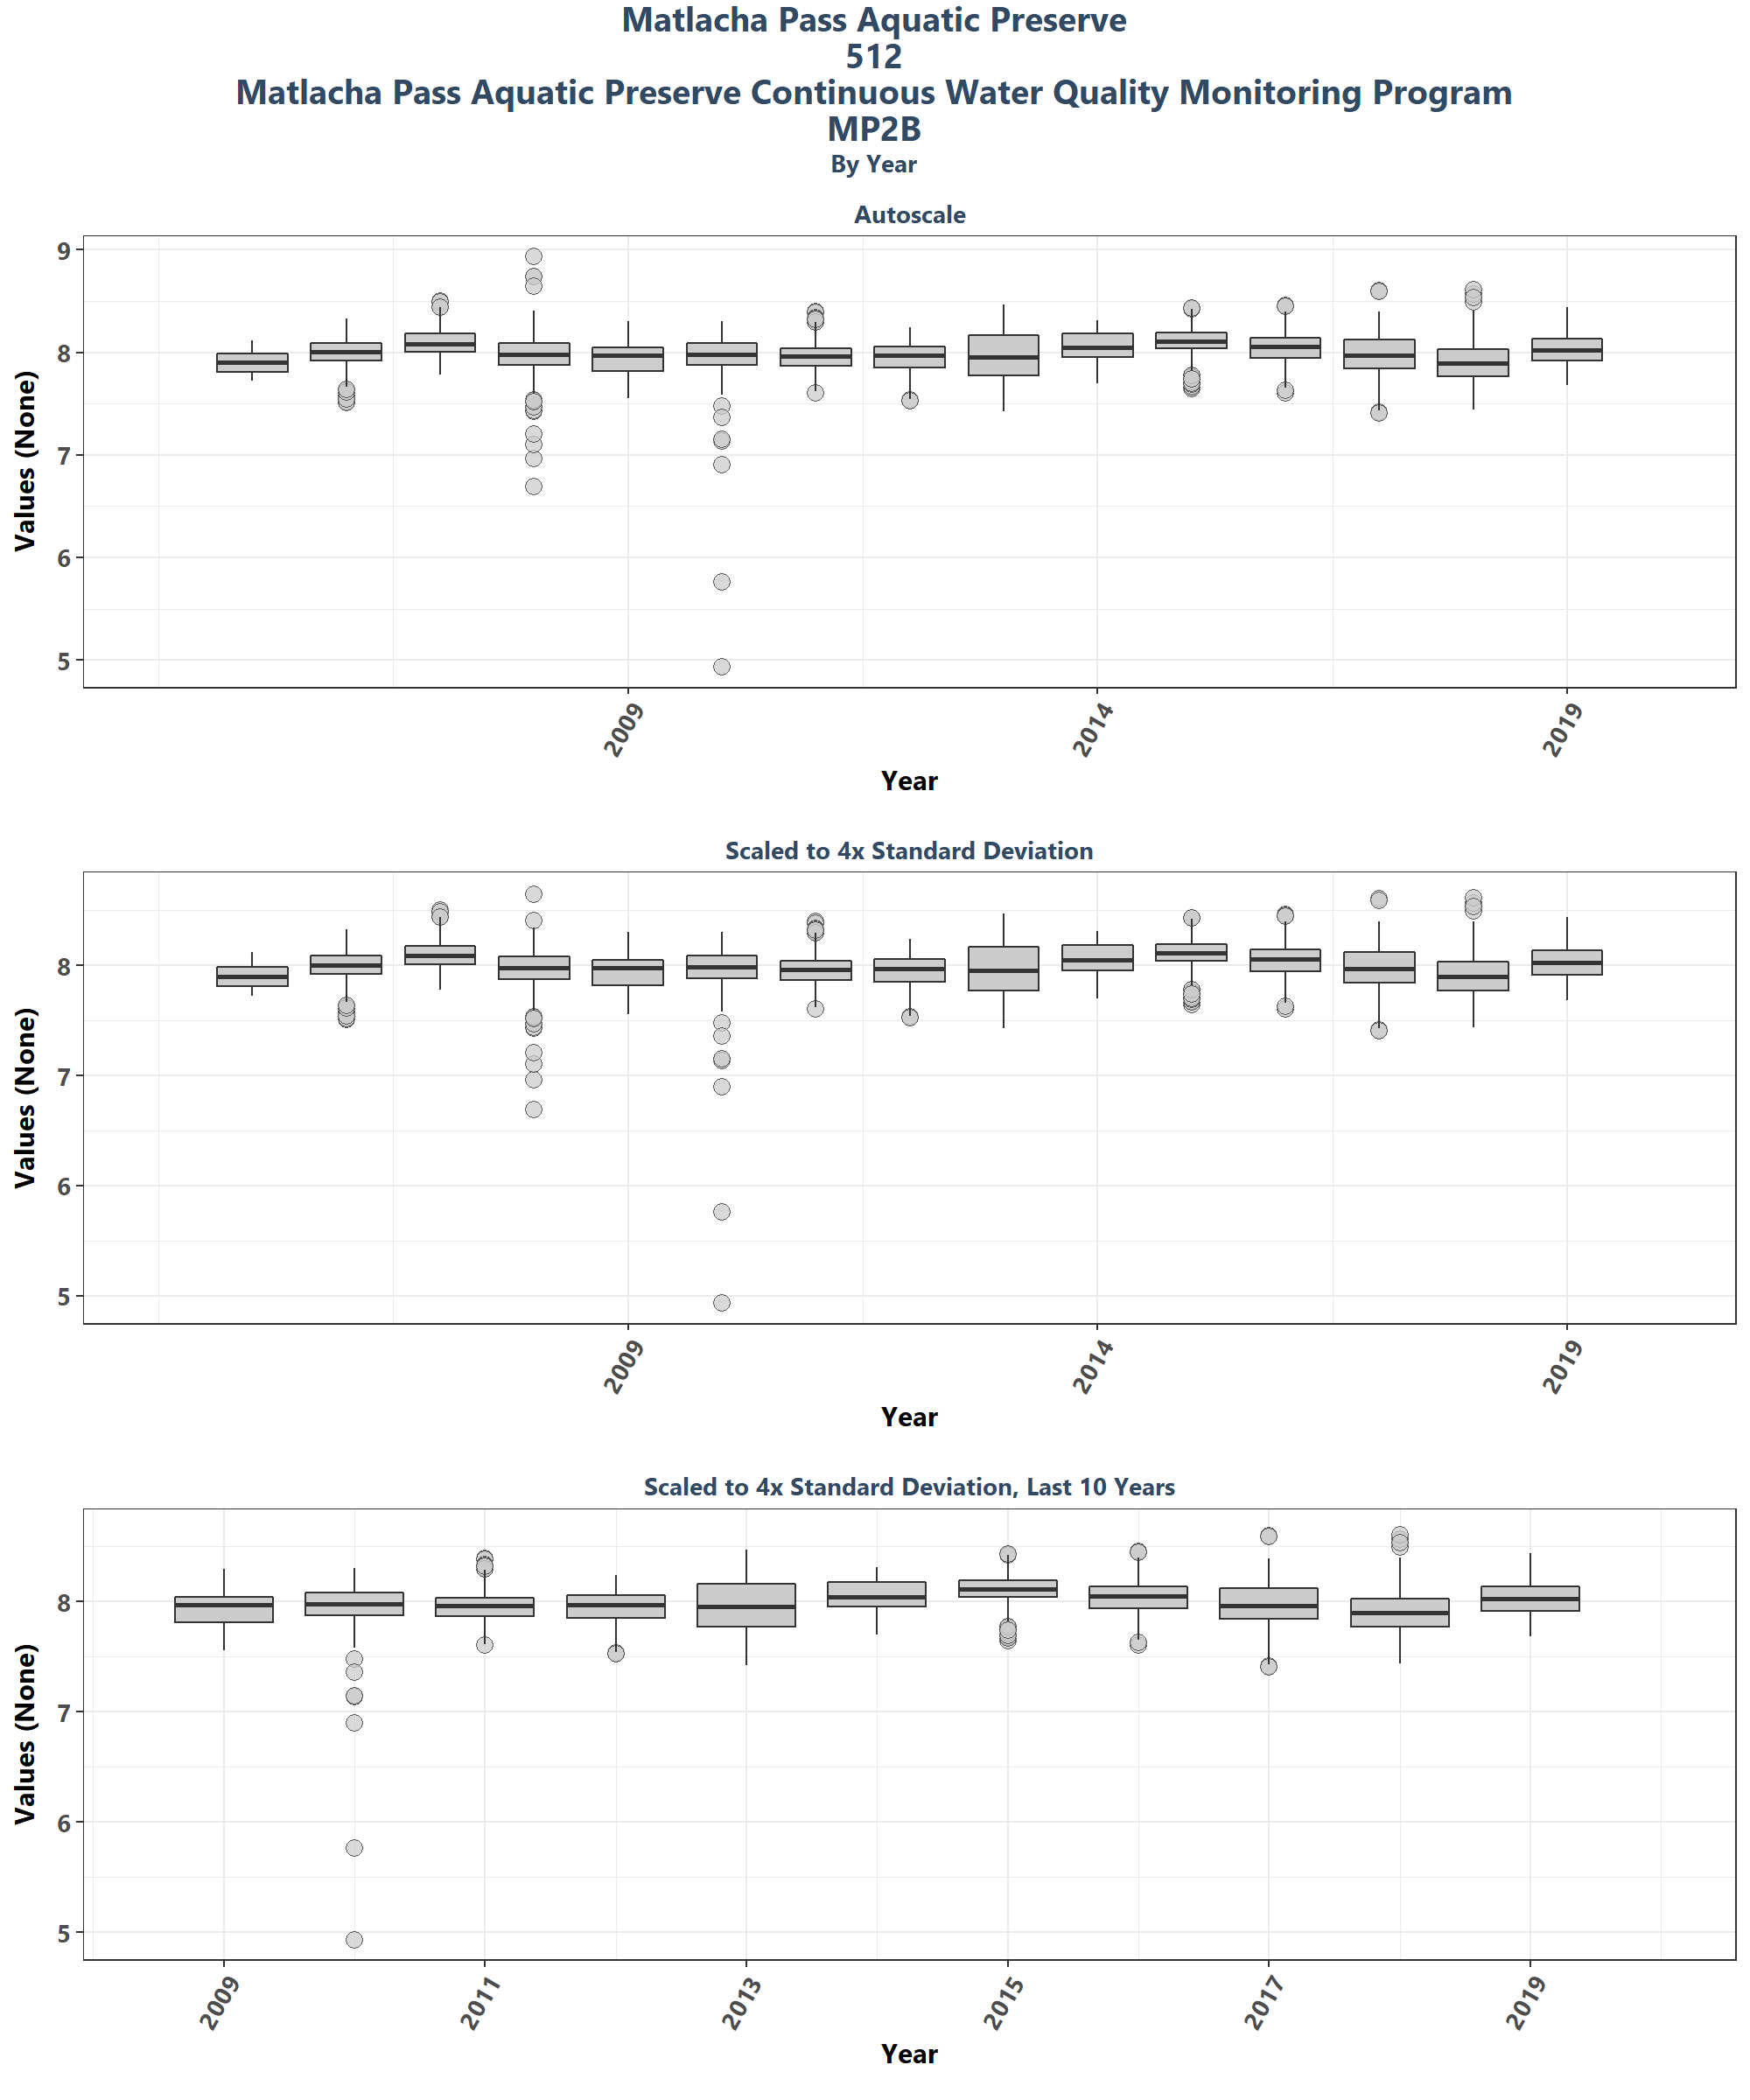 Matlacha Pass Aquatic Preserve
512
Matlacha Pass Aquatic Preserve Continuous Water Quality Monitoring Program
MP2B
By Year
Autoscale
Values (None)
9
8
7
6
5
2009
2014
2019
Year
Scaled to 4x Standard Deviation
Values (None)
8
7
6
5
2009
2014
2019
Year
Scaled to 4x Standard Deviation, Last 10 Years
Values (None)
8
7
6
5
2009
2011
2013
2015
2017
2019
Year